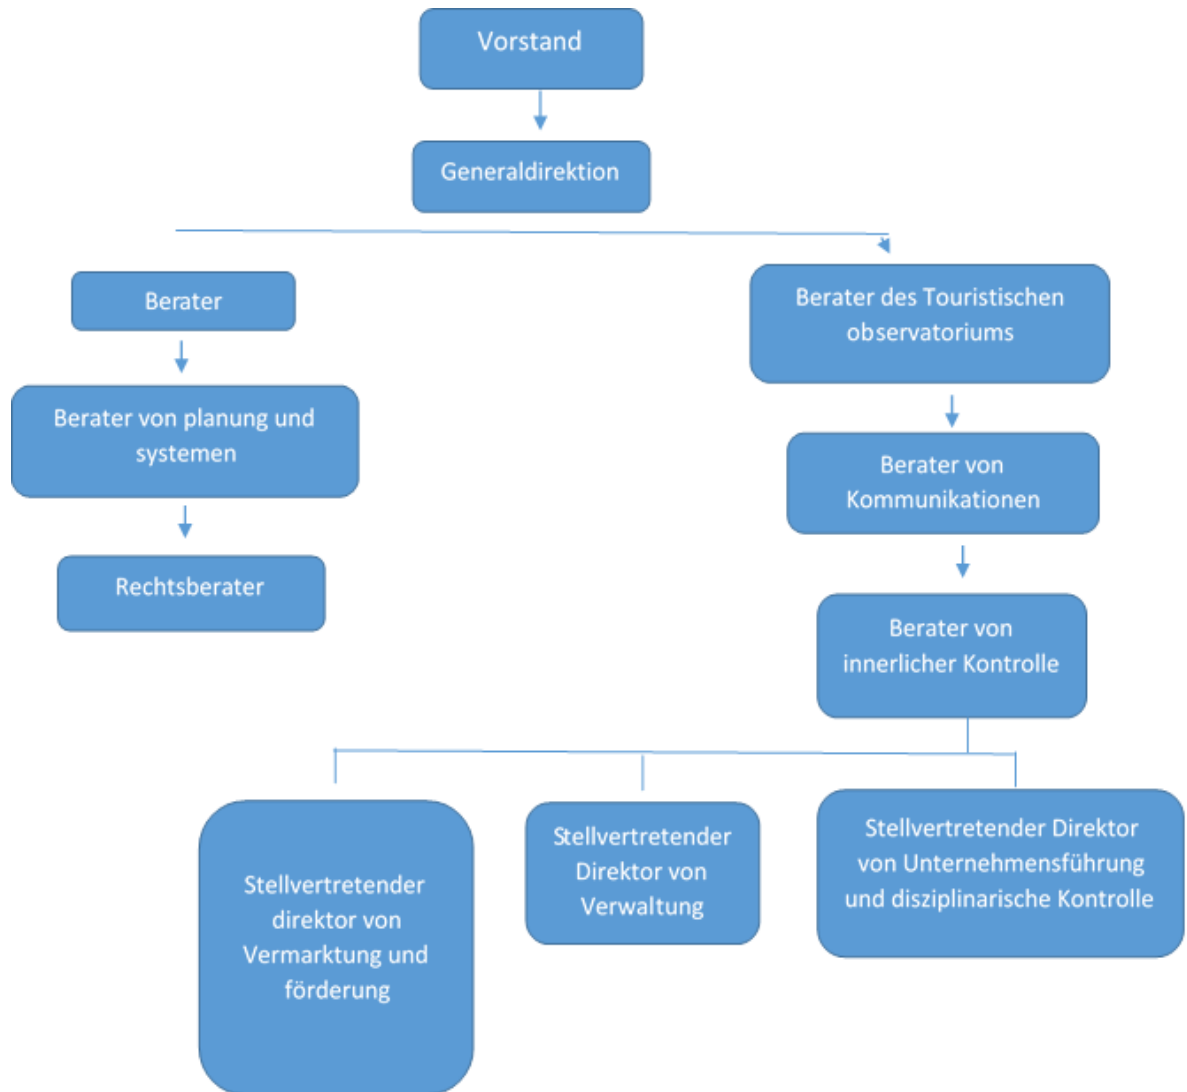 Vorstand
Generaldirektion
Berater
Berater von planung und
systemen
Rechtsberater
Berater des Touristischen
observatoriums
Berater von
Kommunikationen
Berater von
innerlicher Kontrolle
Stellvertretender
direktor von
Vermarktung und
förderung
Stellvertretender
Direktor von
Verwaltung
Stellvertretender Direktor
von Unternehmensführung
und disziplinarische Kontrolle